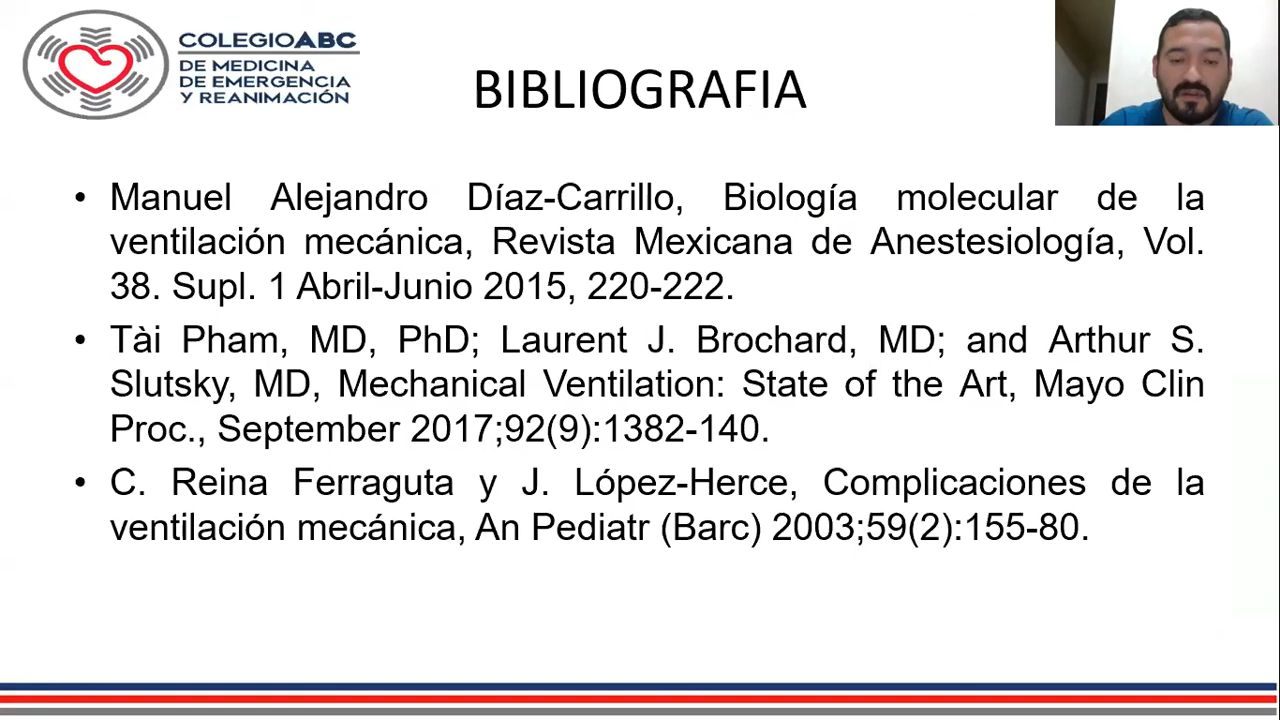 COLEGIOABC
DE MEDICINA
DE EMERGENCIA
Y REANIMACIÓN
BIBLIOGRAFIA
• Manuel Alejandro Díaz-Carrillo, Biología molecular de la
ventilación mecánica, Revista Mexicana de Anestesiología, Vol.
38. Supl. 1 Abril-Junio 2015, 220-222.
• Tài Pham, MD, PhD; Laurent J. Brochard, MD; and Arthur S.
Slutsky, MD, Mechanical Ventilation: State of the Art, Mayo Clin
Proc., September 2017;92(9):1382-140.
• C. Reina Ferraguta y J. López-Herce, Complicaciones de la
ventilación mecánica, An Pediatr (Barc) 2003;59(2):155-80.